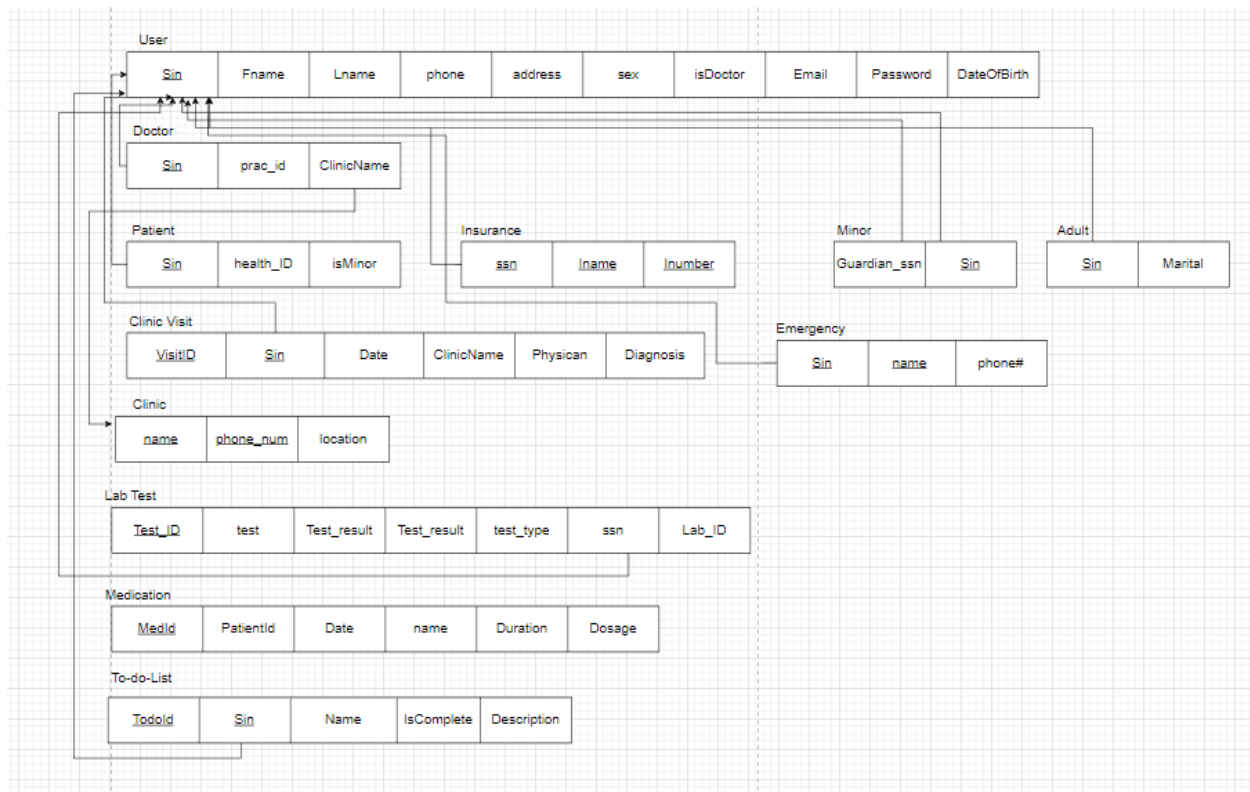 User
Sin Fname Lname phone address sex isDoctor Email Password DateOfBirth
Doctor
Sin prac_id ClinicName
Patient Insurance Minor Adult
Sin health_ID isMinor ssn Iname Inumber Guardian_ssn Sin Sin Marital
Clinic Visit
VisitID Sin Date ClinicName Physican Diagnosis
Emergency
Sin name phone#
Clinic
name phone_num location
Lab Test
Test_ID test Test_result Test_result test_type ssn Lab_ID
Medication
MedId PatientId Date name Duration Dosage
To-do-List
TodoId Sin Name IsComplete Description